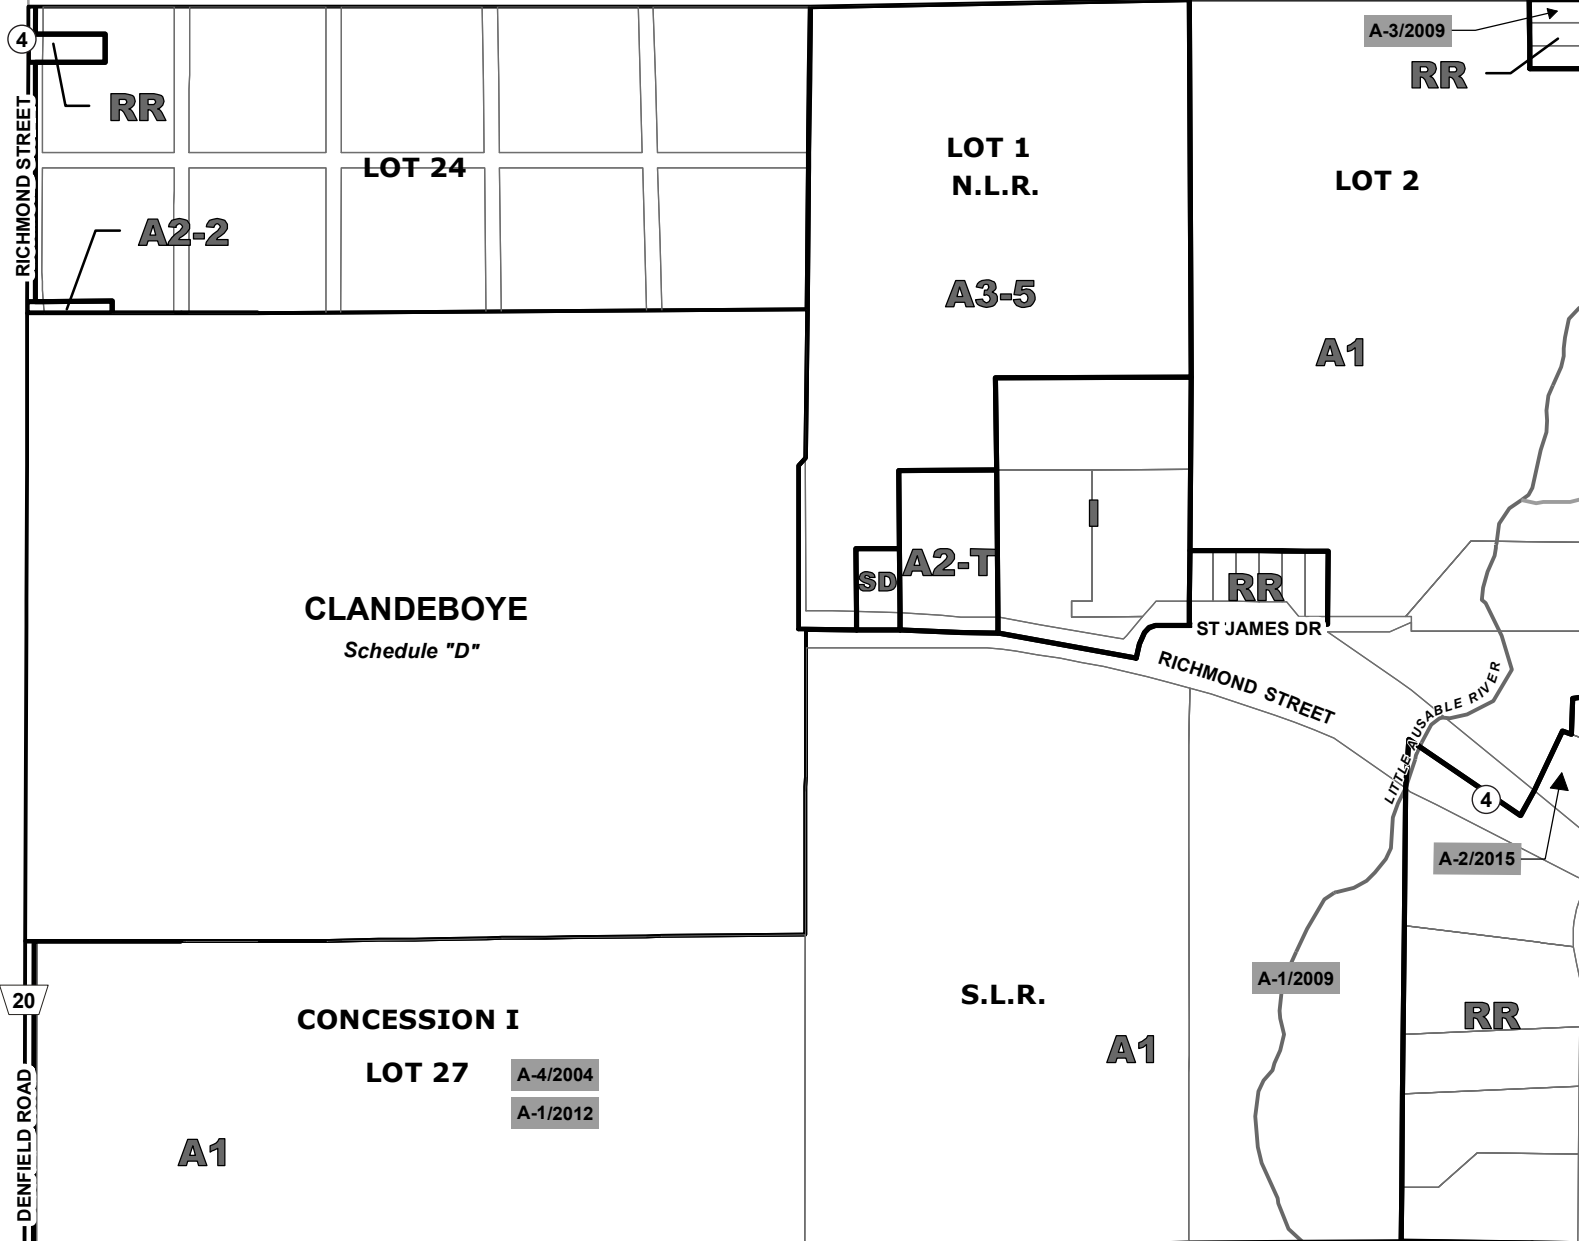 4
RICHMOND STREET
RR
LOT 24
A2-2
LOT 1
N.L.R.
A3-5
A-3/2009
RR
LOT 2
A1
CLANDEBOYE
Schedule "D"
SD
A2-T
I
RR
ST JAMES DR
RICHMOND STREET
LITTLE AUSABLE RIVER
4
A-2/2015
20
DENFIELD ROAD
CONCESSION I
LOT 27
A-4/2004
A-1/2012
A1
S.L.R.
A1
A-1/2009
RR